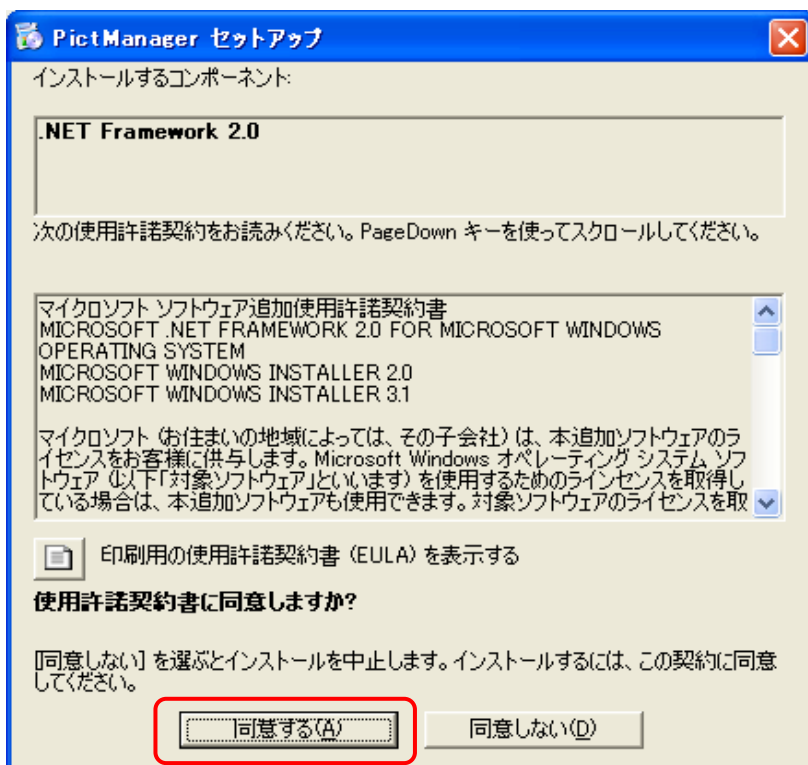 PictManager セットアップ
インストールするコンポーネント:
.NET Framework 2.0
次の使用許諾契約をお読みください。PageDown キーを使ってスクロールしてください。
マイクロソフト ソフトウェア追加使用許諾契約書
MICROSOFT .NET FRAMEWORK 2.0 FOR MICROSOFT WINDOWS
OPERATING SYSTEM
MICROSOFT WINDOWS INSTALLER 2.0
MICROSOFT WINDOWS INSTALLER 3.1
マイクロソフト (お住まいの地域によっては、その子会社) は、本追加ソフトウェアのラ
イセンスをお客様に供与します。Microsoft Windows オペレーティング システム ソフ
トウェア (以下「対象ソフトウェア」といいます) を使用するためのラインセンスを取得し
ている場合は、本追加ソフトウェアも使用できます。対象ソフトウェアのライセンスを取
印刷用の使用許諾契約書 (EULA) を表示する
使用許諾契約書に同意しますか?
[同意しない] を選ぶとインストールを中止します。インストールするには、この契約に同意
してください。
同意する(A)
同意しない(D)